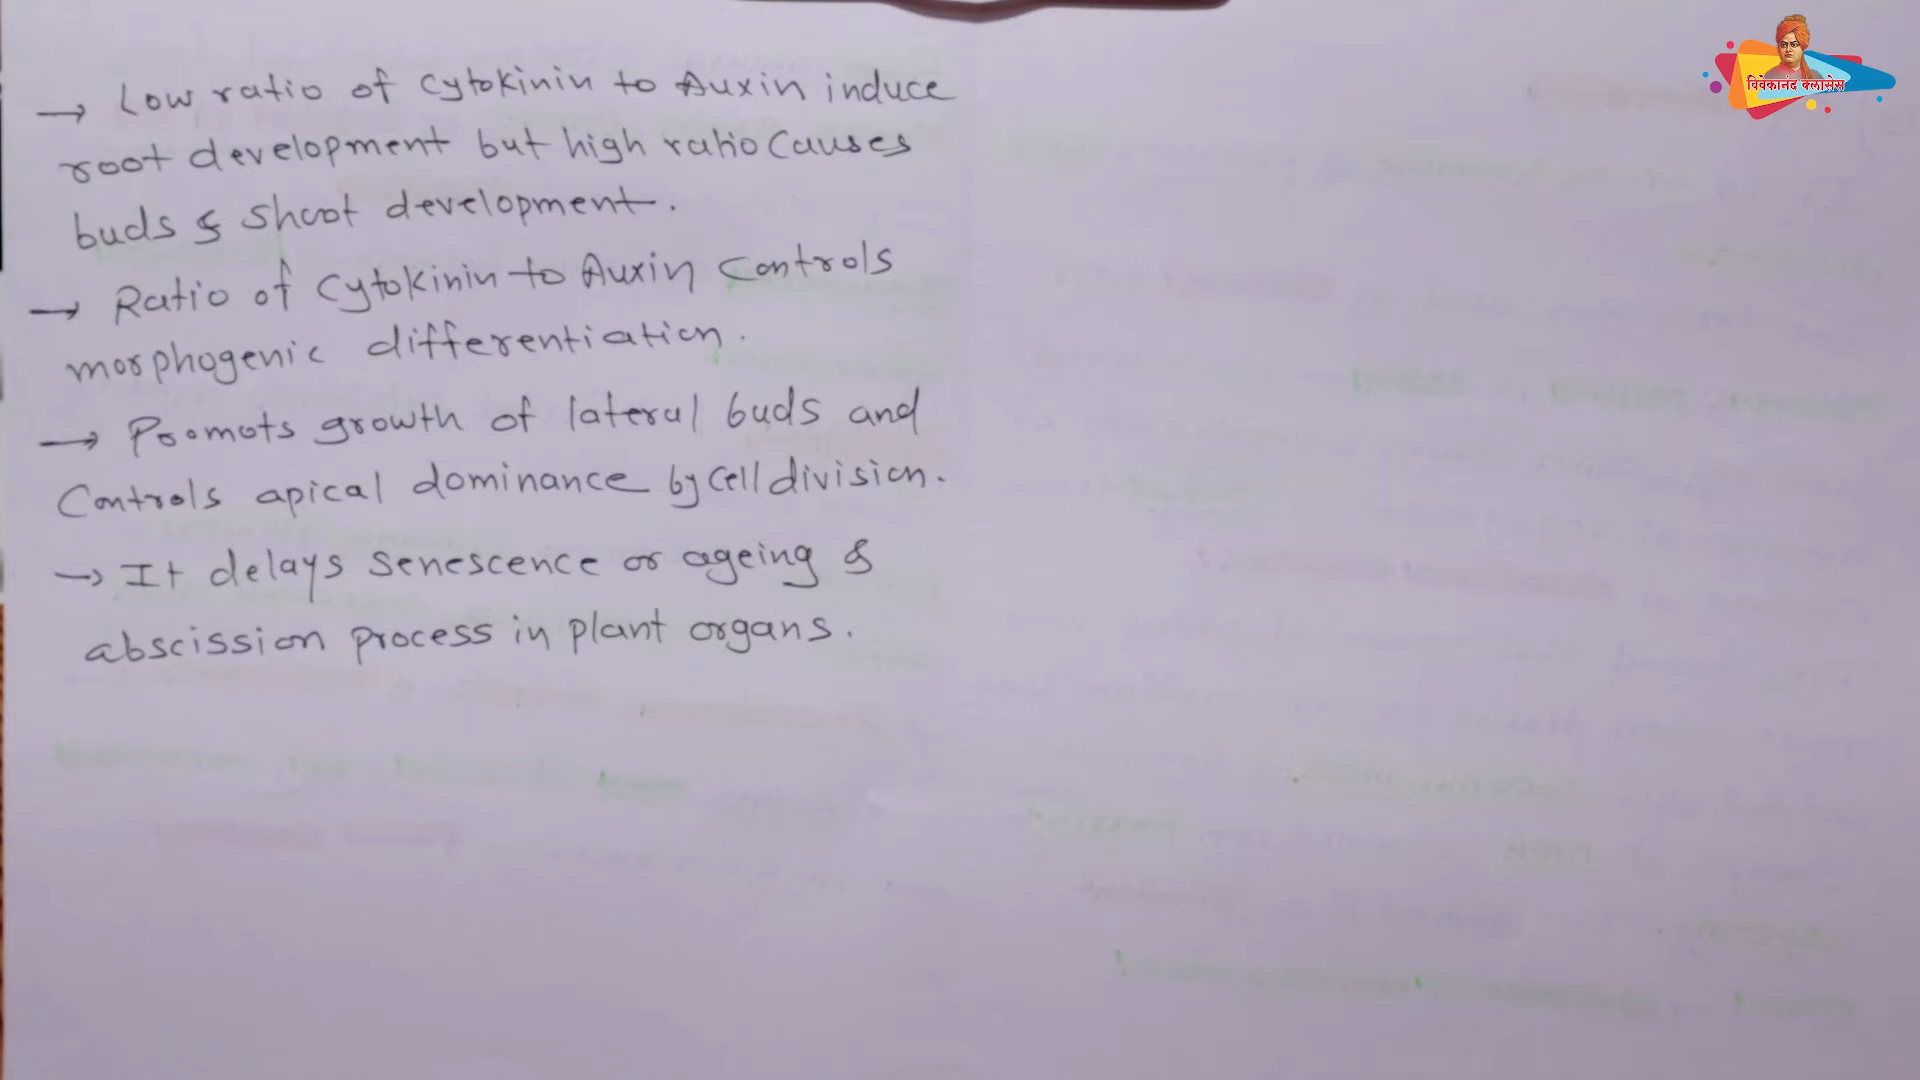 → Low ratio of Cytokinin to Auxin induce
root development but high ratio Causes
buds & Shoot development.
→ Ratio of Cytokinin to Auxin Controls
morphogenic differentiation.
→ Promots growth of lateral buds and
Controls apical dominance by Cell division.
→ It delays Senescence or ageing &
abscission process in plant organs.
विवेकानंद क्लासेस